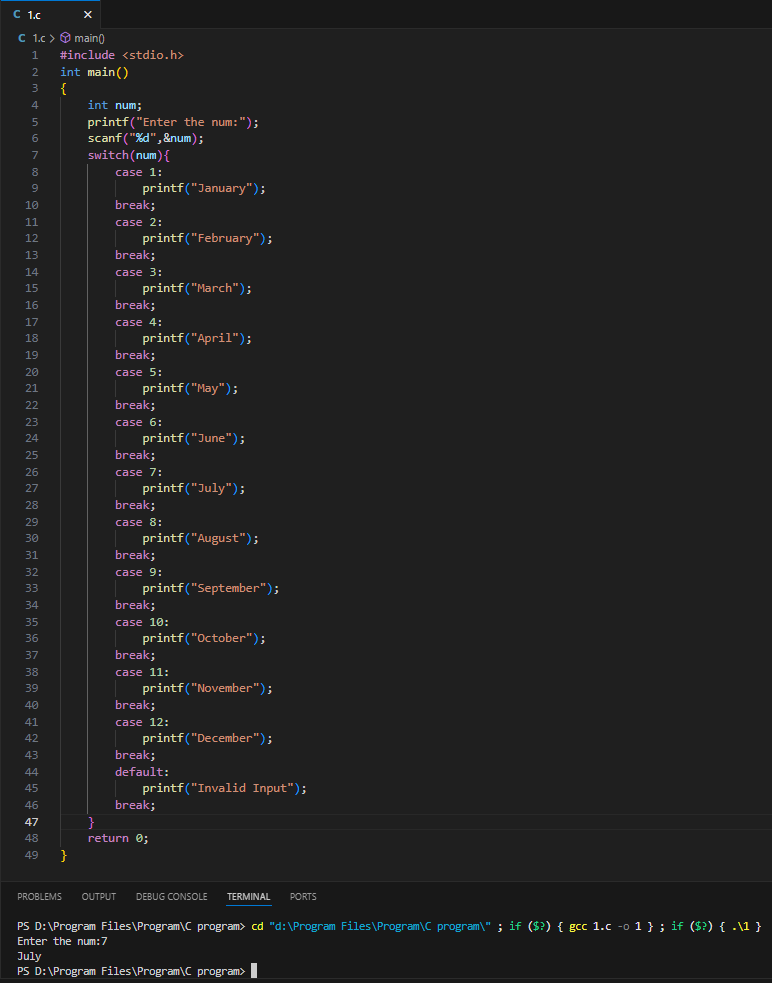 C 1.c ×
C 1.c > main()
1 #include <stdio.h>
2 int main()
3 {
4 int num;
5 printf("Enter the num:");
6 scanf("%d",&num);
7 switch(num){
8 case 1:
9 printf("January");
10 break;
11 case 2:
12 printf("February");
13 break;
14 case 3:
15 printf("March");
16 break;
17 case 4:
18 printf("April");
19 break;
20 case 5:
21 printf("May");
22 break;
23 case 6:
24 printf("June");
25 break;
26 case 7:
27 printf("July");
28 break;
29 case 8:
30 printf("August");
31 break;
32 case 9:
33 printf("September");
34 break;
35 case 10:
36 printf("October");
37 break;
38 case 11:
39 printf("November");
40 break;
41 case 12:
42 printf("December");
43 break;
44 default:
45 printf("Invalid Input");
46 break;
47 }
48 return 0;
49 }
PROBLEMS OUTPUT DEBUG CONSOLE TERMINAL PORTS
PS D:\Program Files\Program\C program> cd "d:\Program Files\Program\C program\" ; if ($?) { gcc 1.c -o 1 } ; if ($?) { .\1 }
Enter the num:7
July
PS D:\Program Files\Program\C program>